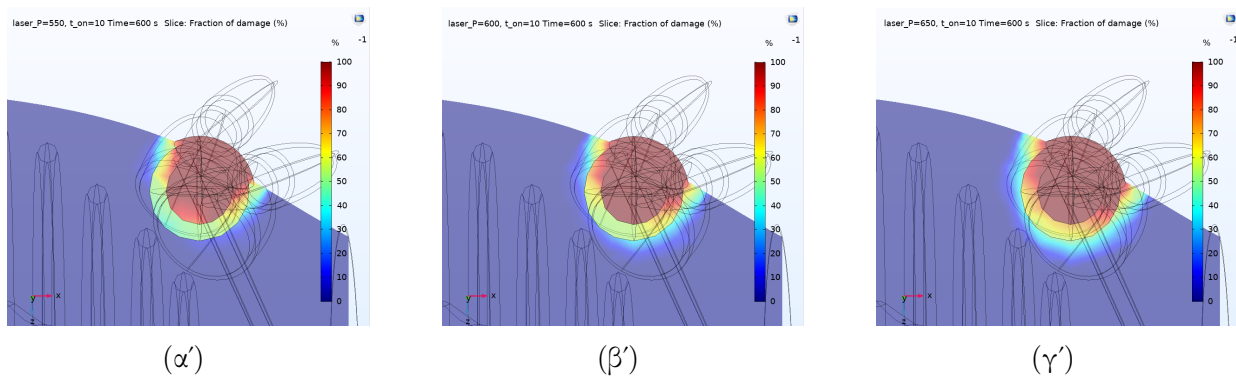 laser_P=550, t_on=10 Time=600 s Slice: Fraction of damage (%)
%
-1
100
90
80
70
60
50
40
30
20
10
0
y
x
z
(α′)
laser_P=600, t_on=10 Time=600 s Slice: Fraction of damage (%)
%
-1
100
90
80
70
60
50
40
30
20
10
0
y
x
z
(β′)
laser_P=650, t_on=10 Time=600 s Slice: Fraction of damage (%)
%
-1
100
90
80
70
60
50
40
30
20
10
0
y
x
z
(γ′)